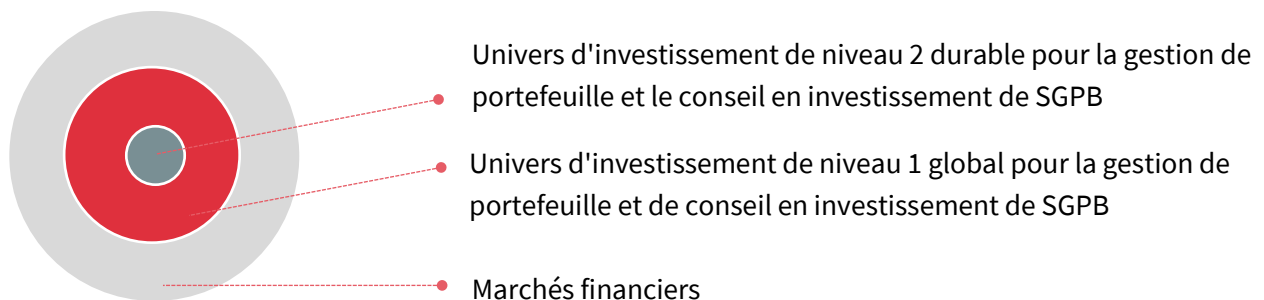 Univers d'investissement de niveau 2 durable pour la gestion de
portefeuille et le conseil en investissement de SGPB
Univers d'investissement de niveau 1 global pour la gestion de
portefeuille et de conseil en investissement de SGPB
Marchés financiers